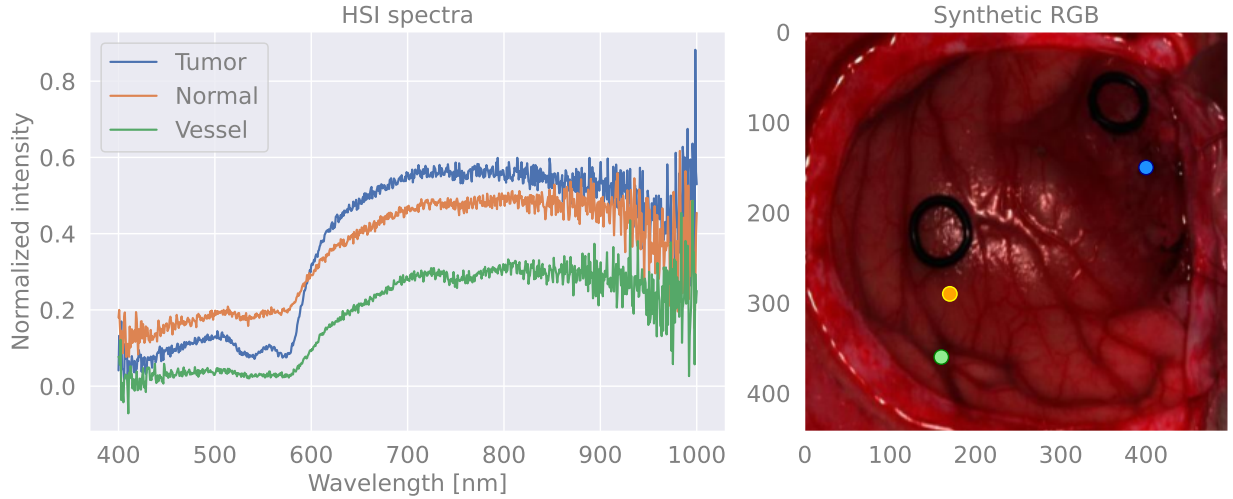 HSI spectra
Tumor
Normal
Vessel
Normalized intensity
0.8
0.6
0.4
0.2
0.0
400 500 600 700 800 900 1000
Wavelength [nm]
Synthetic RGB
0
100
200
300
400
0 100 200 300 400